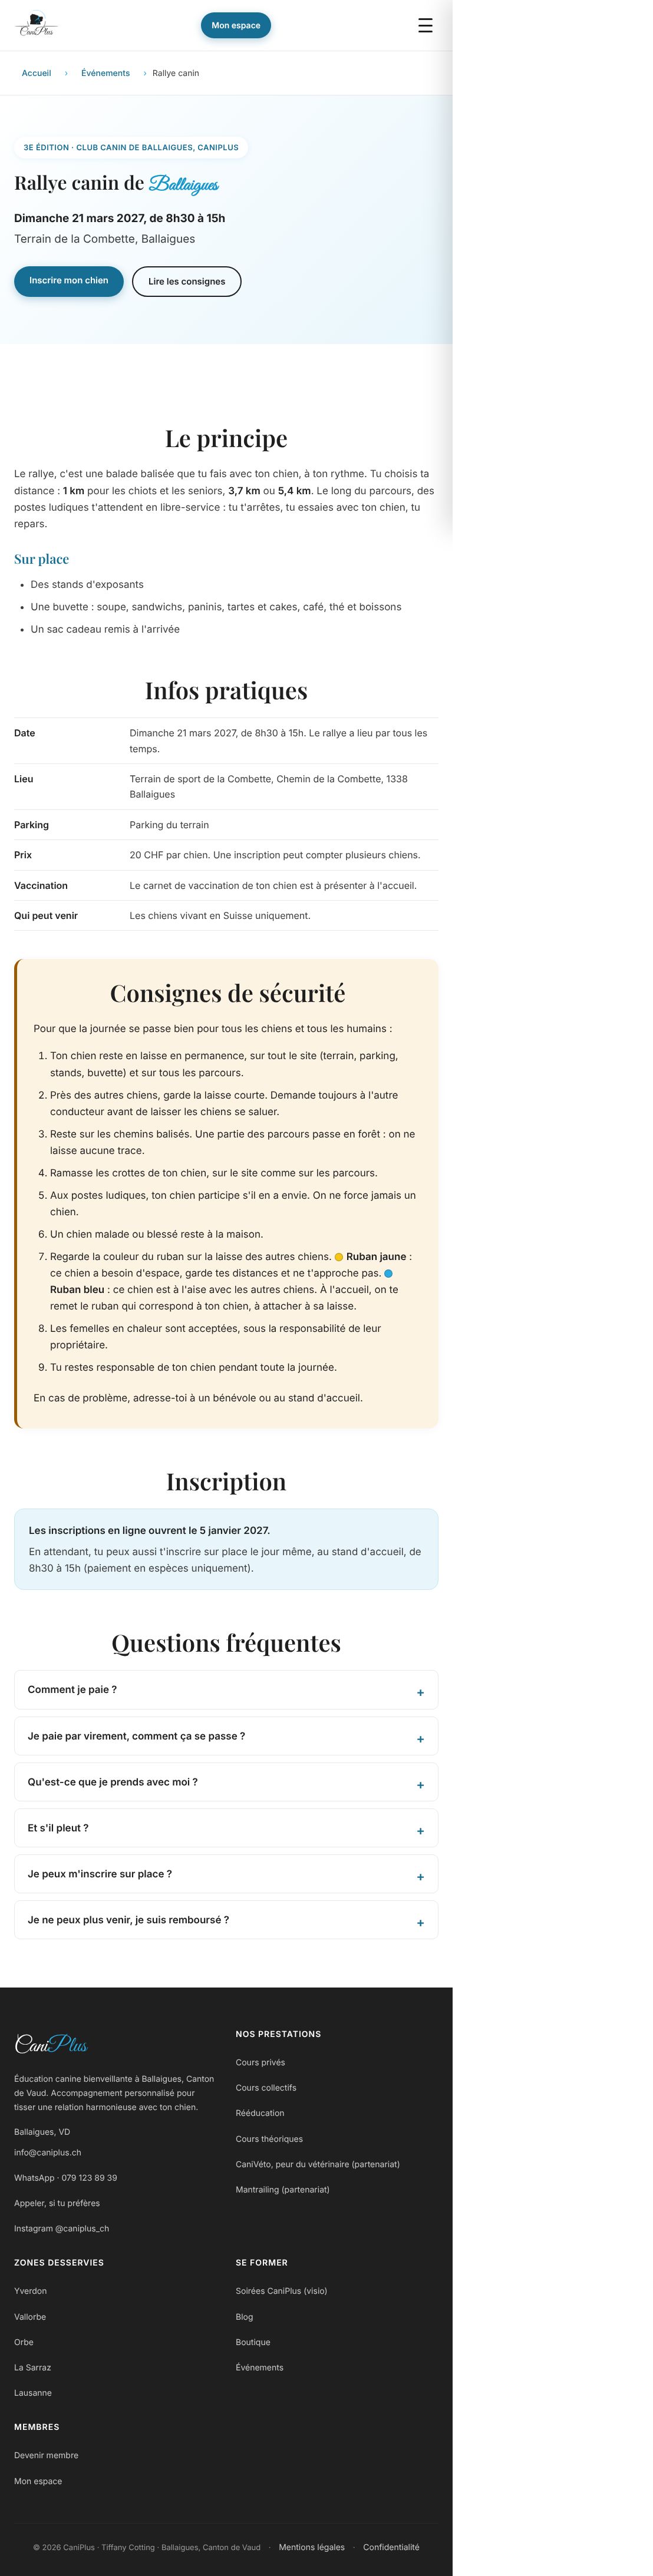 CaniPlus
Mon espace
☰
Accueil › Événements › Rallye canin
3E ÉDITION · CLUB CANIN DE BALLAIGUES, CANIPLUS
Rallye canin de Ballaigues
Dimanche 21 mars 2027, de 8h30 à 15h
Terrain de la Combette, Ballaigues
Inscrire mon chien
Lire les consignes
Le principe
Le rallye, c'est une balade balisée que tu fais avec ton chien, à ton rythme. Tu choisis ta
distance : 1 km pour les chiots et les seniors, 3,7 km ou 5,4 km. Le long du parcours, des
postes ludiques t'attendent en libre-service : tu t'arrêtes, tu essaies avec ton chien, tu
repars.
Sur place
• Des stands d'exposants
• Une buvette : soupe, sandwichs, paninis, tartes et cakes, café, thé et boissons
• Un sac cadeau remis à l'arrivée
Infos pratiques
Date
Dimanche 21 mars 2027, de 8h30 à 15h. Le rallye a lieu par tous les
temps.
Lieu
Terrain de sport de la Combette, Chemin de la Combette, 1338
Ballaigues
Parking
Parking du terrain
Prix
20 CHF par chien. Une inscription peut compter plusieurs chiens.
Vaccination
Le carnet de vaccination de ton chien est à présenter à l'accueil.
Qui peut venir
Les chiens vivant en Suisse uniquement.
Consignes de sécurité
Pour que la journée se passe bien pour tous les chiens et tous les humains :
1. Ton chien reste en laisse en permanence, sur tout le site (terrain, parking,
stands, buvette) et sur tous les parcours.
2. Près des autres chiens, garde la laisse courte. Demande toujours à l'autre
conducteur avant de laisser les chiens se saluer.
3. Reste sur les chemins balisés. Une partie des parcours passe en forêt : on ne
laisse aucune trace.
4. Ramasse les crottes de ton chien, sur le site comme sur les parcours.
5. Aux postes ludiques, ton chien participe s'il en a envie. On ne force jamais un
chien.
6. Un chien malade ou blessé reste à la maison.
7. Regarde la couleur du ruban sur la laisse des autres chiens. Ruban jaune :
ce chien a besoin d'espace, garde tes distances et ne t'approche pas.
Ruban bleu : ce chien est à l'aise avec les autres chiens. À l'accueil, on te
remet le ruban qui correspond à ton chien, à attacher à sa laisse.
8. Les femelles en chaleur sont acceptées, sous la responsabilité de leur
propriétaire.
9. Tu restes responsable de ton chien pendant toute la journée.
En cas de problème, adresse-toi à un bénévole ou au stand d'accueil.
Inscription
Les inscriptions en ligne ouvrent le 5 janvier 2027.
En attendant, tu peux aussi t'inscrire sur place le jour même, au stand d'accueil, de
8h30 à 15h (paiement en espèces uniquement).
Questions fréquentes
Comment je paie ? +
Je paie par virement, comment ça se passe ? +
Qu'est-ce que je prends avec moi ? +
Et s'il pleut ? +
Je peux m'inscrire sur place ? +
Je ne peux plus venir, je suis remboursé ? +
CaniPlus
Éducation canine bienveillante à Ballaigues, Canton
de Vaud. Accompagnement personnalisé pour
tisser une relation harmonieuse avec ton chien.
Ballaigues, VD
info@caniplus.ch
WhatsApp · 079 123 89 39
Appeler, si tu préfères
Instagram @caniplus_ch
NOS PRESTATIONS
Cours privés
Cours collectifs
Rééducation
Cours théoriques
CaniVéto, peur du vétérinaire (partenariat)
Mantrailing (partenariat)
ZONES DESSERVIES
Yverdon
Vallorbe
Orbe
La Sarraz
Lausanne
SE FORMER
Soirées CaniPlus (visio)
Blog
Boutique
Événements
MEMBRES
Devenir membre
Mon espace
© 2026 CaniPlus · Tiffany Cotting · Ballaigues, Canton de Vaud · Mentions légales · Confidentialité